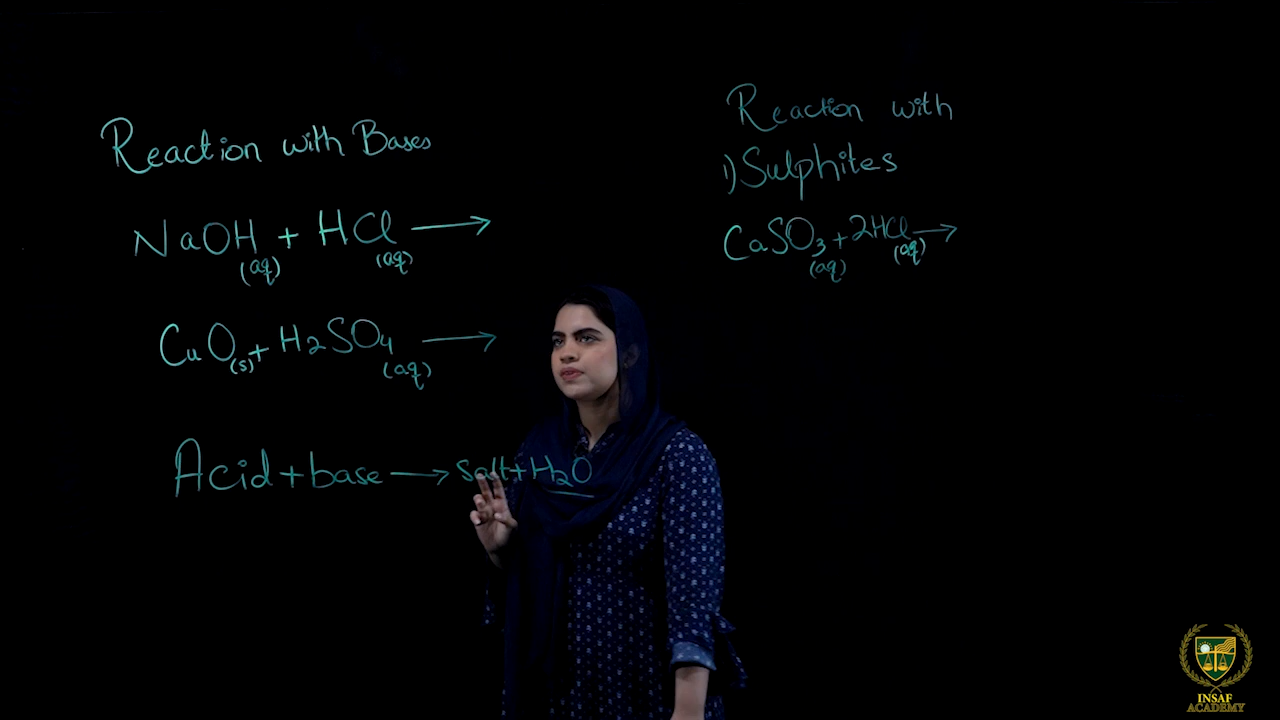 Reaction with Bases
NaOH + HCl →
(aq) (aq)
CuO(s) + H2SO4 →
(aq)
Acid + base → Salt + H2O
Reaction with
1) Sulphites
CaSO3 + 2HCl →
(aq) (aq)
INSAF
ACADEMY